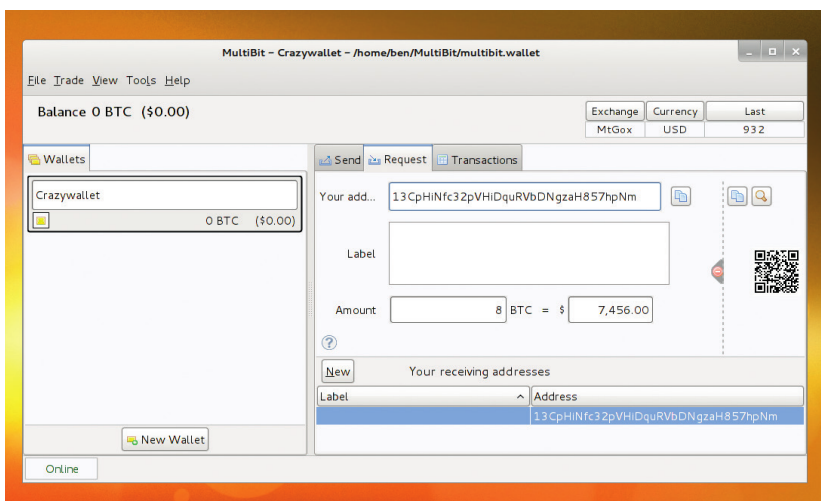 MultiBit – Crazywallet – /home/ben/MultiBit/multibit.wallet
File Trade View Tools Help
Balance 0 BTC ($0.00)
Exchange Currency Last
MtGox USD 932
Wallets
Crazywallet
0 BTC ($0.00)
New Wallet
Send Request Transactions
Your add... 13CpHiNfc32pVHiDquRVbDNgzaH857hpNm
Label
Amount 8 BTC = $ 7,456.00
New Your receiving addresses
Label Address
13CpHiNfc32pVHiDquRVbDNgzaH857hpNm
Online